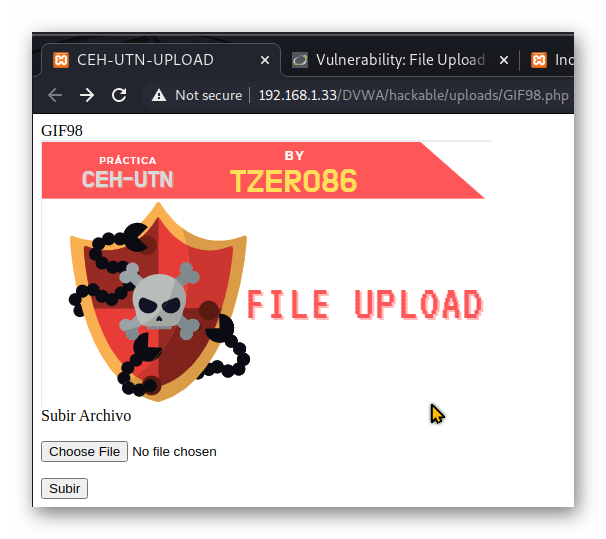 CEH-UTN-UPLOAD
Vulnerability: File Upload
Not secure 192.168.1.33/DVWA/hackable/uploads/GIF98.php
GIF98
PRÁCTICA
CEH-UTN
BY
TZERO86
FILE UPLOAD
Subir Archivo
Choose File No file chosen
Subir